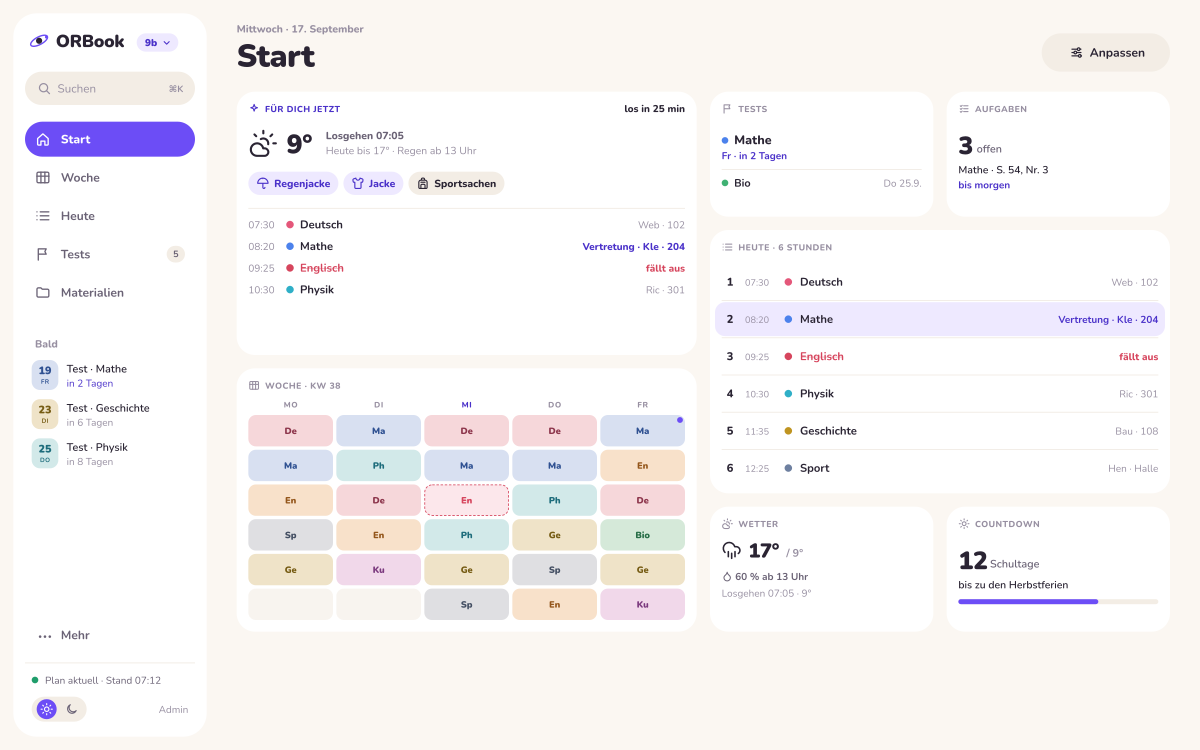 ORBook 9b
Suchen ⌘K
Start
Woche
Heute
Tests 5
Materialien
Bald
19 FR Test · Mathe
in 2 Tagen
23 DI Test · Geschichte
in 6 Tagen
25 DO Test · Physik
in 8 Tagen
Mehr
Plan aktuell · Stand 07:12
Admin
Mittwoch · 17. September
Start
Anpassen
FÜR DICH JETZT los in 25 min
9° Losgehen 07:05
Heute bis 17° · Regen ab 13 Uhr
Regenjacke Jacke Sportsachen
07:30 Deutsch Web · 102
08:20 Mathe Vertretung · Kle · 204
09:25 Englisch fällt aus
10:30 Physik Ric · 301
WOCHE · KW 38
MO DI MI DO FR
De Ma De De Ma
Ma Ph Ma Ma En
En De En Ph De
Sp En Ph Ge Bio
Ge Ku Ge Sp Ge
Sp En Ku
TESTS
Mathe
Fr · in 2 Tagen
Bio Do 25.9.
AUFGABEN
3 offen
Mathe · S. 54, Nr. 3
bis morgen
HEUTE · 6 STUNDEN
1 07:30 Deutsch Web · 102
2 08:20 Mathe Vertretung · Kle · 204
3 09:25 Englisch fällt aus
4 10:30 Physik Ric · 301
5 11:35 Geschichte Bau · 108
6 12:25 Sport Hen · Halle
WETTER
17° / 9°
60 % ab 13 Uhr
Losgehen 07:05 · 9°
COUNTDOWN
12 Schultage
bis zu den Herbstferien